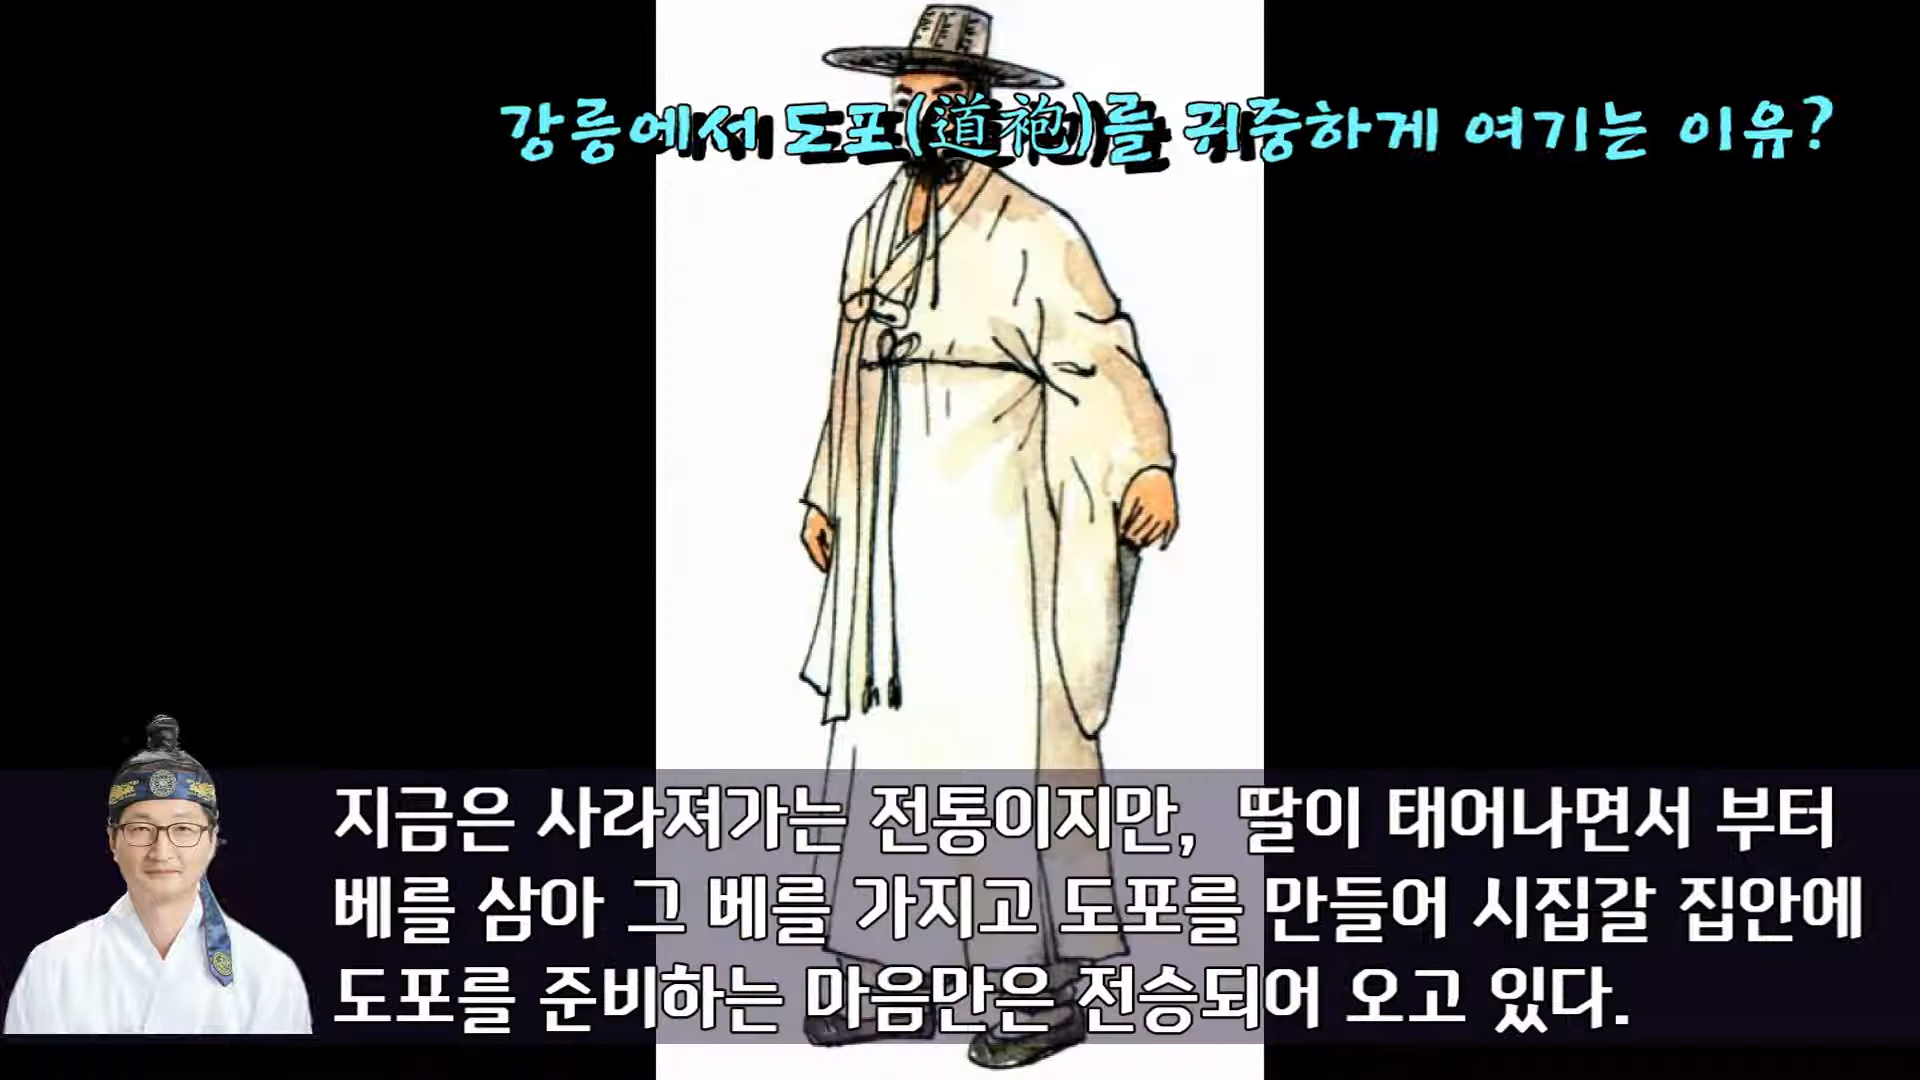 강릉에서 도포(道袍)를 귀중하게 여기는 이유?
지금은 사라져가는 전통이지만, 딸이 태어나면서 부터
베를 삼아 그 베를 가지고 도포를 만들어 시집갈 집안에
도포를 준비하는 마음만은 전승되어 오고 있다.